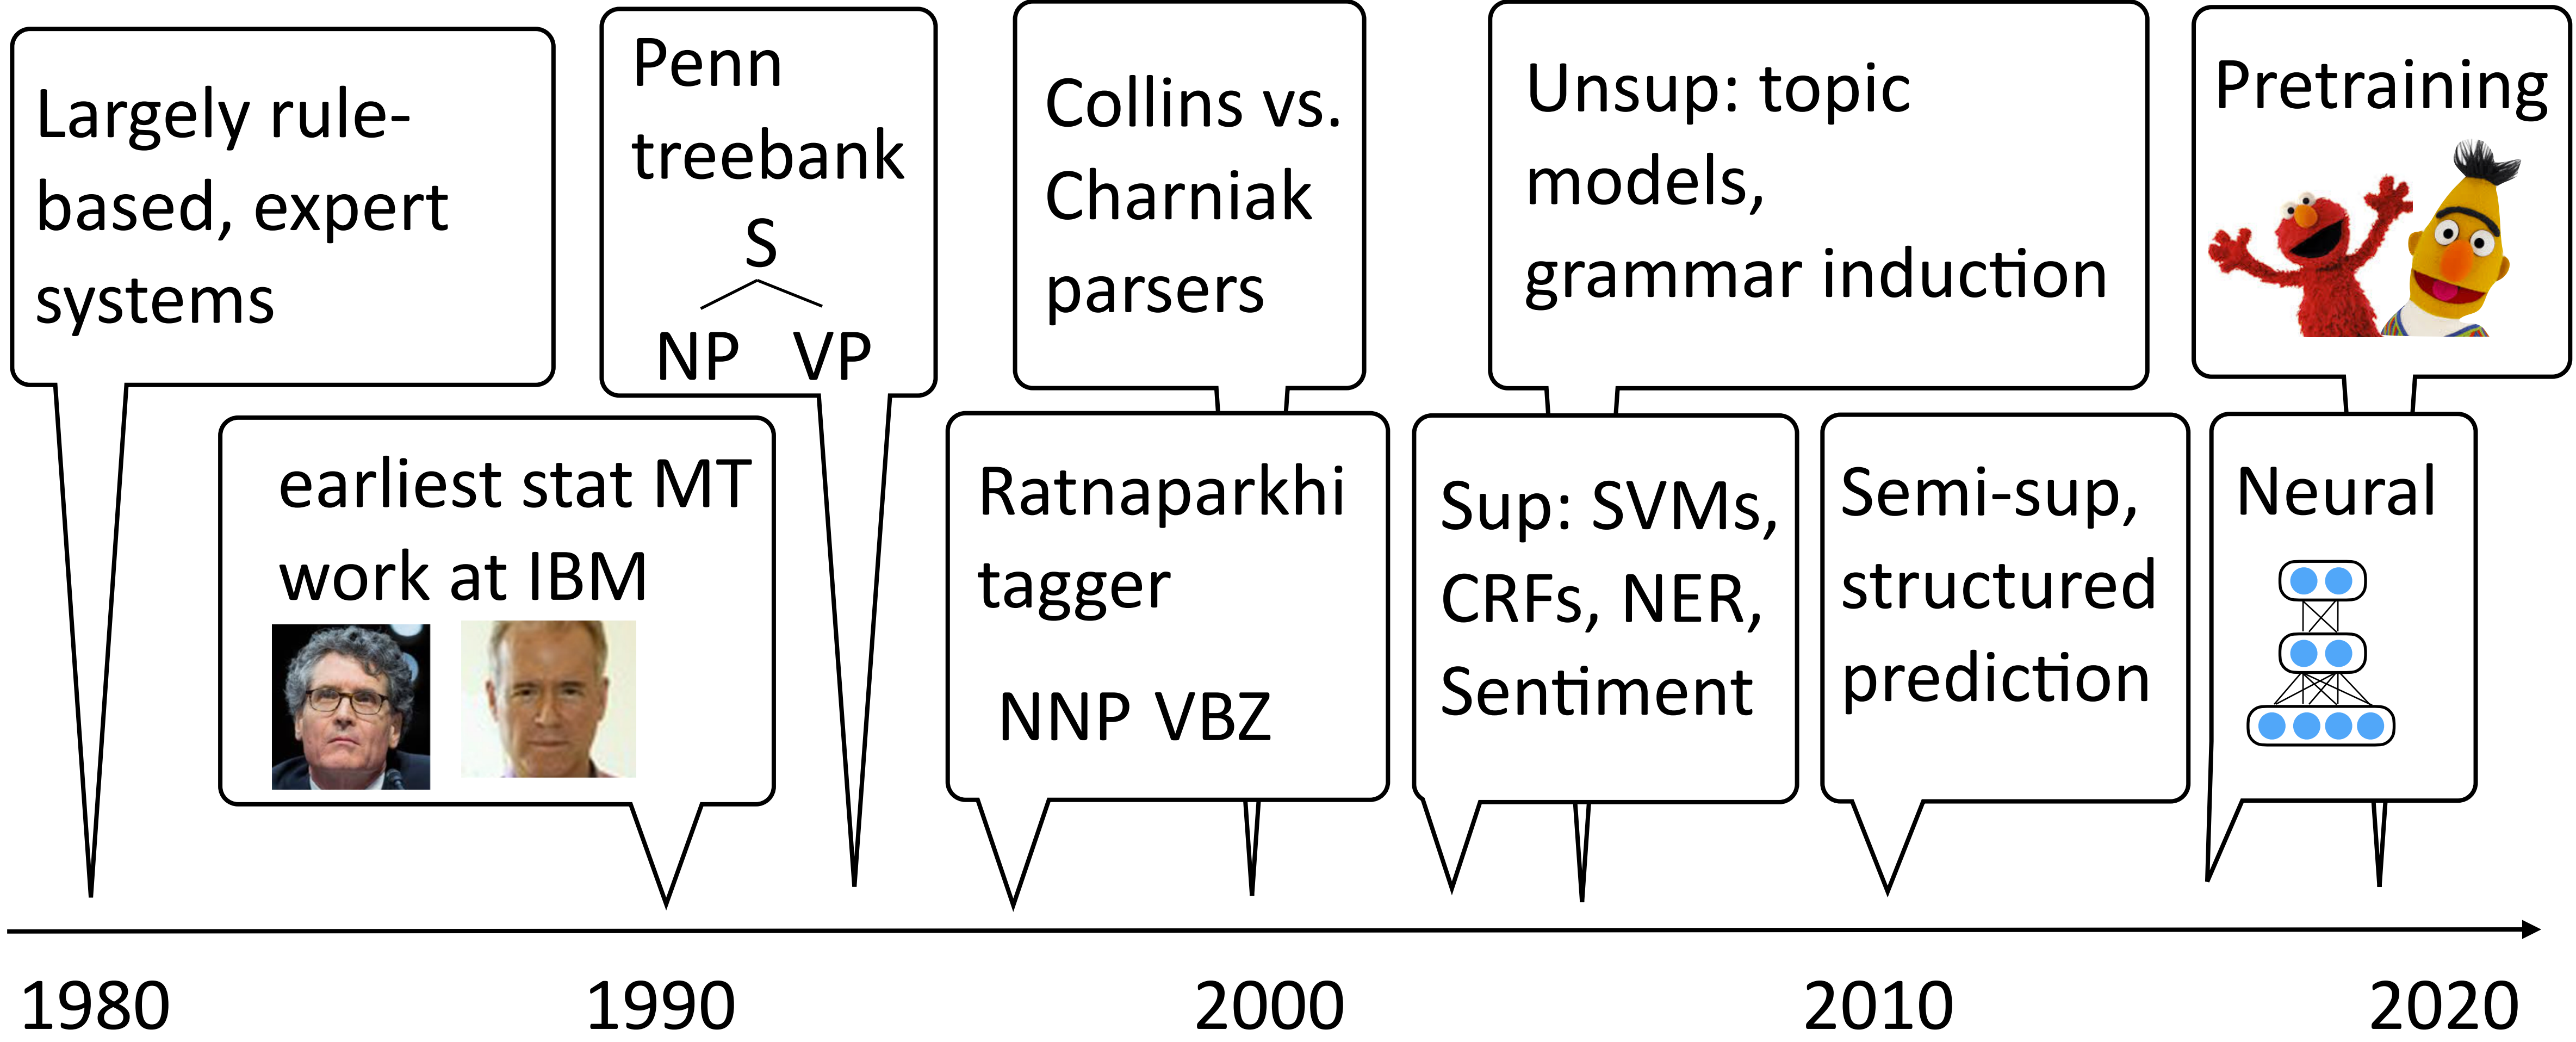 Largely rule-
based, expert
systems
Penn
treebank
S
NP VP
Collins vs.
Charniak
parsers
Unsup: topic
models,
grammar induction
Pretraining
earliest stat MT
work at IBM
Ratnaparkhi
tagger
NNP VBZ
Sup: SVMs,
CRFs, NER,
Sentiment
Semi-sup,
structured
prediction
Neural
1980 1990 2000 2010 2020